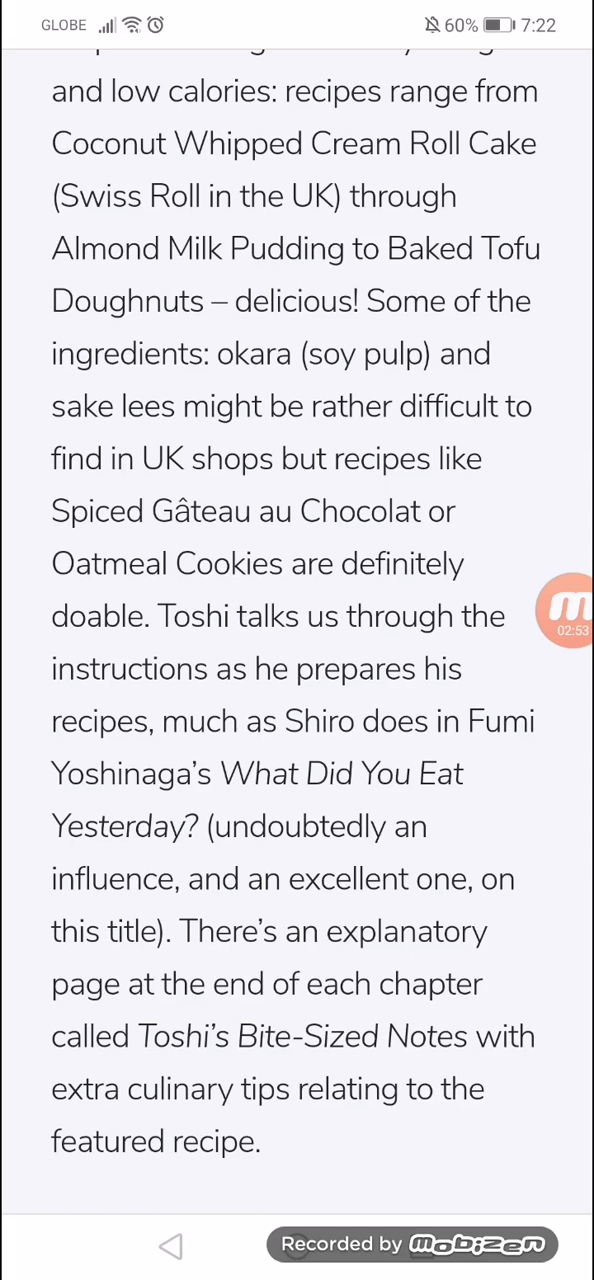 GLOBE 60% 7:22
and low calories: recipes range from
Coconut Whipped Cream Roll Cake
(Swiss Roll in the UK) through
Almond Milk Pudding to Baked Tofu
Doughnuts – delicious! Some of the
ingredients: okara (soy pulp) and
sake lees might be rather difficult to
find in UK shops but recipes like
Spiced Gâteau au Chocolat or
Oatmeal Cookies are definitely
doable. Toshi talks us through the
instructions as he prepares his
recipes, much as Shiro does in Fumi
Yoshinaga’s What Did You Eat
Yesterday? (undoubtedly an
influence, and an excellent one, on
this title). There’s an explanatory
page at the end of each chapter
called Toshi’s Bite-Sized Notes with
extra culinary tips relating to the
featured recipe.
m
02:53
Recorded by mobizen